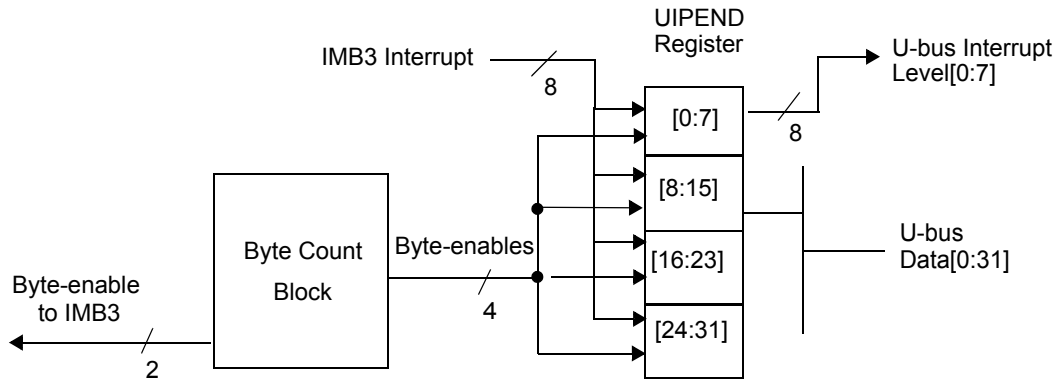 UIPEND
Register
IMB3 Interrupt
8
U-bus Interrupt
Level[0:7]
[0:7]
8
[8:15]
Byte Count
Block
Byte-enables
4
[16:23]
U-bus
Data[0:31]
Byte-enable
to IMB3
2
[24:31]